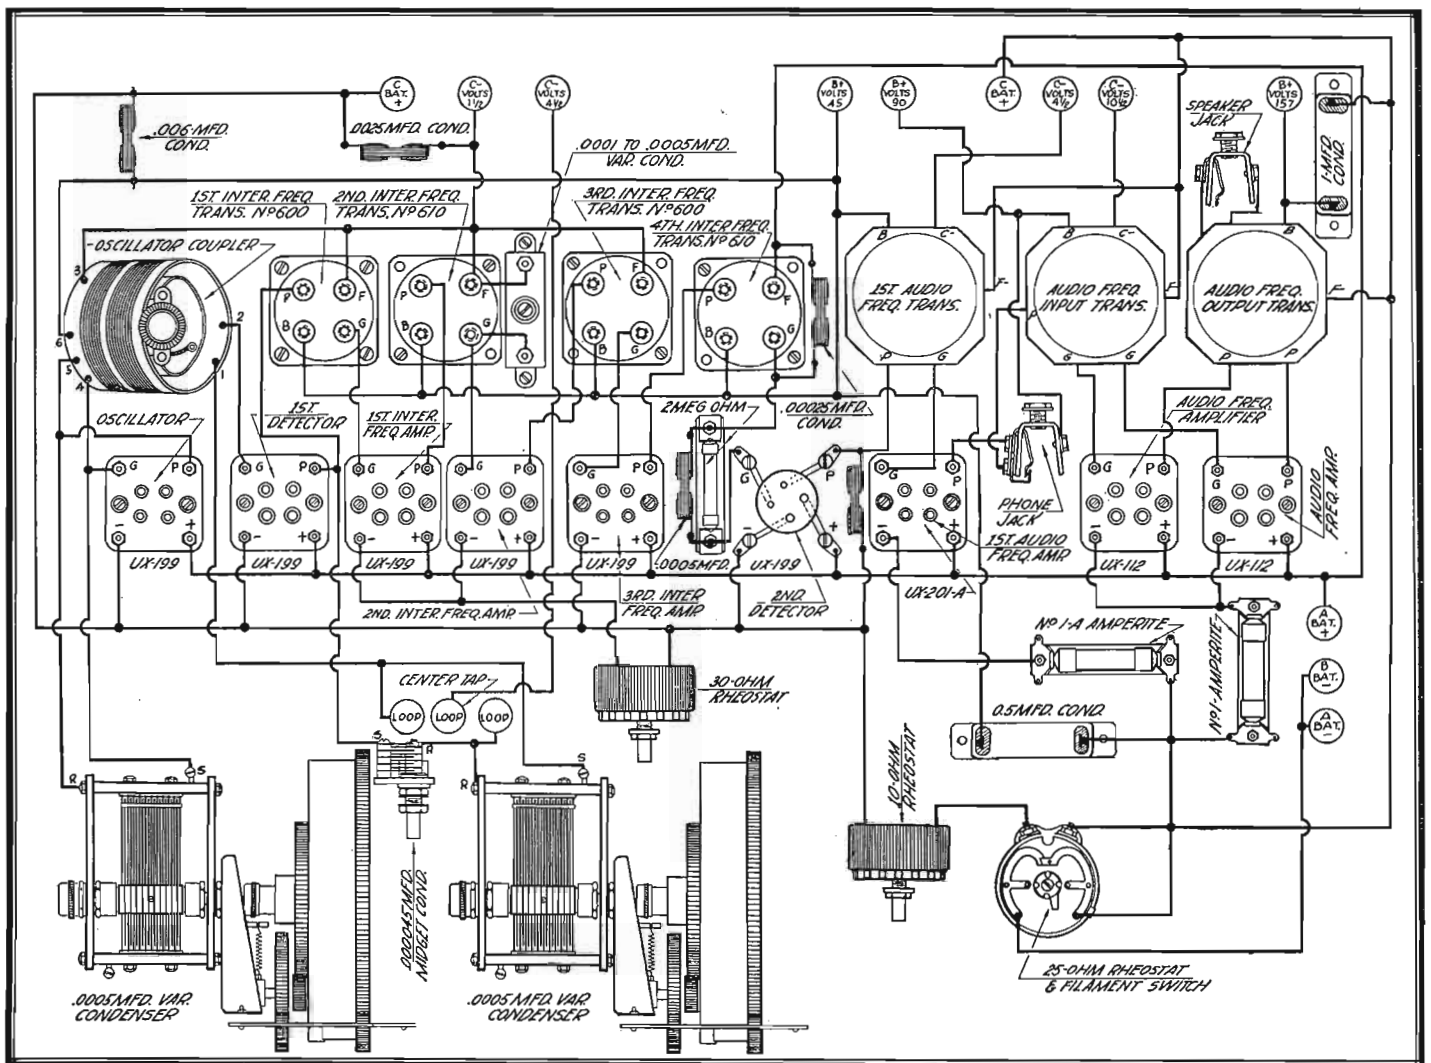 C BAT. +
C- VOLTS 1½
C- VOLTS 4½
B+ VOLTS 45
B+ VOLTS 90
C BAT. +
C- VOLTS 4½
C- VOLTS 10½
B+ VOLTS 157
.006-MFD. COND.
.0025 MFD. COND.
.0001 TO .0005 MFD. VAR. COND.
SPEAKER JACK
1-MFD COND.
1ST. INTER. FREQ. TRANS. Nº 600
2ND. INTER. FREQ. TRANS. Nº 610
3RD. INTER. FREQ. TRANS. Nº 600
4TH. INTER. FREQ. TRANS. Nº 610
OSCILLATOR COUPLER
3
2
6
5
4
1
P F B G
P F B G
P F B G
P F B G
B C- F- P G
1ST AUDIO FREQ. TRANS.
B C- F P G G
AUDIO FREQ. INPUT TRANS.
B F P P
AUDIO FREQ. OUTPUT TRANS.
OSCILLATOR
1ST DETECTOR
1ST INTER. FREQ AMP.
2 MEG OHM
.00025 MFD. COND.
AUDIO FREQ. AMPLIFIER
AUDIO FREQ. AMP.
PHONE JACK
G P - +
G P - +
G P - +
G P - +
G P - +
G P - +
G P - +
G P - +
G P - +
UX-199
UX-199
UX-199
UX-199
UX-199
.0005 MFD.
UX-199
1ST AUDIO FREQ. AMP.
UX-201-A
UX-112
UX-112
2ND. INTER. FREQ. AMP.
3RD. INTER FREQ. AMP.
2ND. DETECTOR
Nº 1-A AMPERITE
Nº 1-AMPERITE
A BAT. +
B BAT. -
A BAT. -
CENTER TAP
LOOP
LOOP
LOOP
30-OHM RHEOSTAT
0.5 MFD. COND.
10-OHM RHEOSTAT
S R
R S
R S
.000045 MFD. MIDGET COND.
.0005 MFD. VAR. CONDENSER
.0005 MFD. VAR. CONDENSER
25-OHM RHEOSTAT
& FILAMENT SWITCH